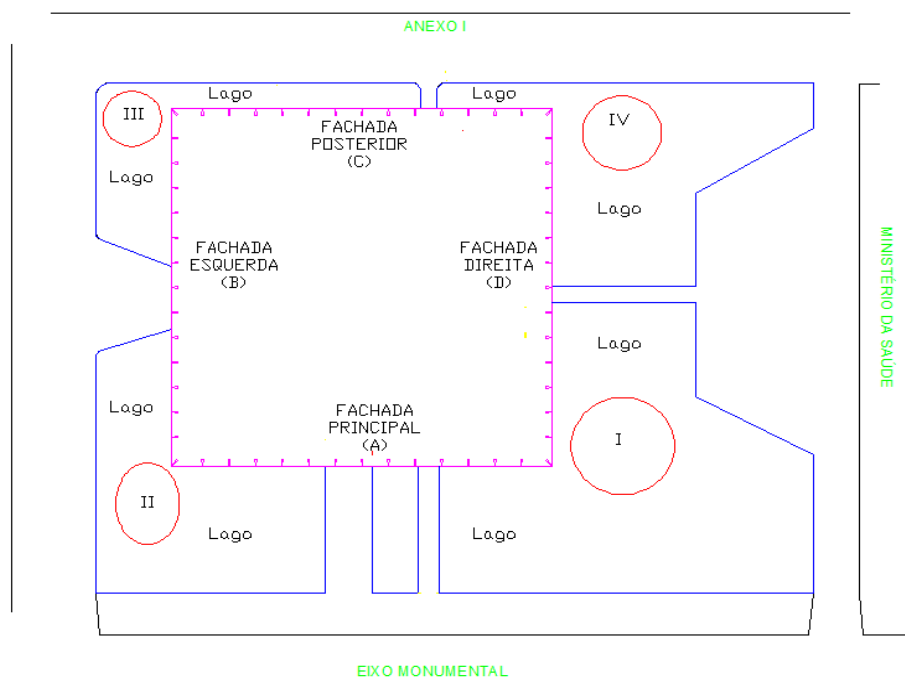 ANEXO I
Lago
Lago
III
IV
FACHADA
POSTERIOR
(C)
Lago
Lago
FACHADA
ESQUERDA
(B)
FACHADA
DIREITA
(D)
MINISTÉRIO DA SAÚDE
Lago
Lago
FACHADA
PRINCIPAL
(A)
I
II
Lago
Lago
EIXO MONUMENTAL